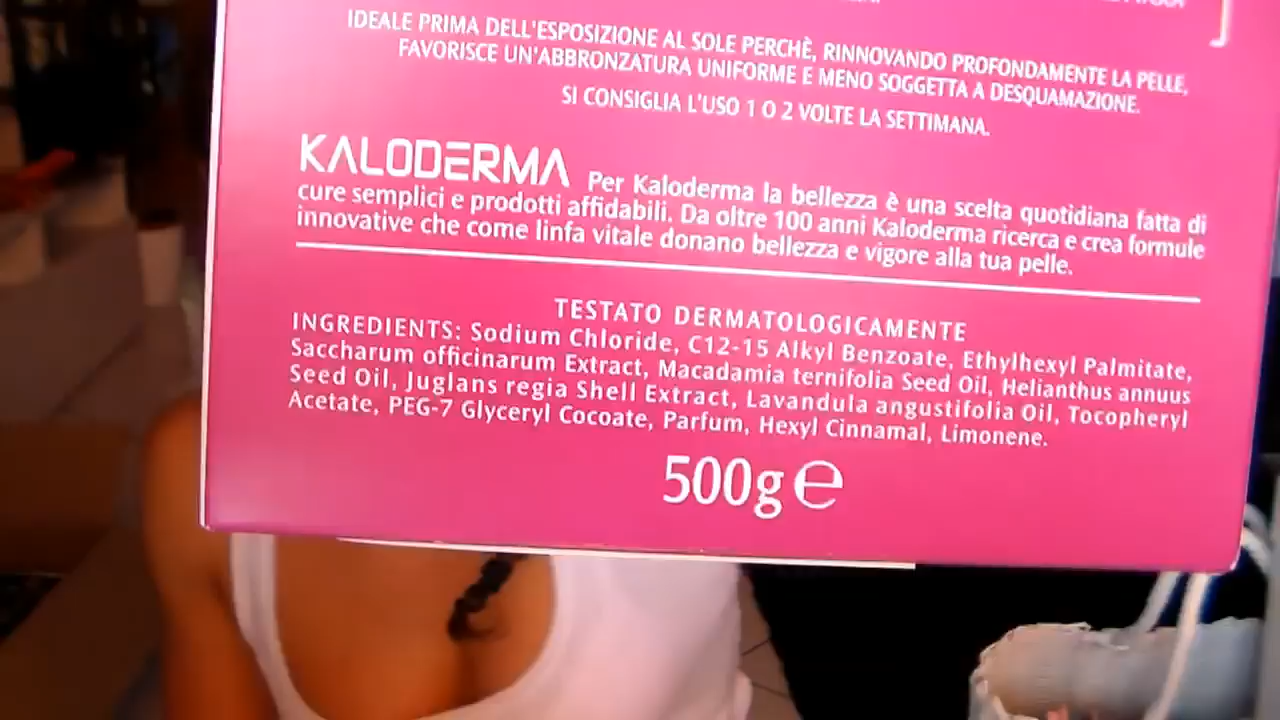 IDEALE PRIMA DELL'ESPOSIZIONE AL SOLE PERCHÈ, RINNOVANDO PROFONDAMENTE LA PELLE,
FAVORISCE UN'ABBRONZATURA UNIFORME E MENO SOGGETTA A DESQUAMAZIONE.
SI CONSIGLIA L'USO 1 O 2 VOLTE LA SETTIMANA.
KALODERMA Per Kaloderma la bellezza è una scelta quotidiana fatta di
cure semplici e prodotti affidabili. Da oltre 100 anni Kaloderma ricerca e crea formule
innovative che come linfa vitale donano bellezza e vigore alla tua pelle.
TESTATO DERMATOLOGICAMENTE
INGREDIENTS: Sodium Chloride, C12-15 Alkyl Benzoate, Ethylhexyl Palmitate,
Saccharum officinarum Extract, Macadamia ternifolia Seed Oil, Helianthus annuus
Seed Oil, Juglans regia Shell Extract, Lavandula angustifolia Oil, Tocopheryl
Acetate, PEG-7 Glyceryl Cocoate, Parfum, Hexyl Cinnamal, Limonene.
500g e